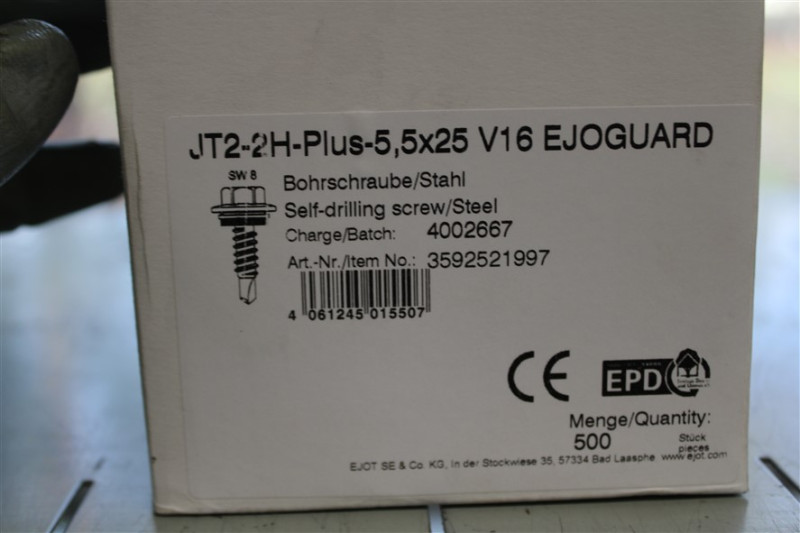 JT2-2H-Plus-5,5x25 V16 EJOGUARD
SW 8
Bohrschraube/Stahl
Self-drilling screw/Steel
Charge/Batch: 4002667
Art.-Nr./Item No.: 3592521997
4 061245 015507
CE EPD
Menge/Quantity:
500 Stück
pieces
EJOT SE & Co. KG, In der Stockwiese 35, 57334 Bad Laasphe www.ejot.com